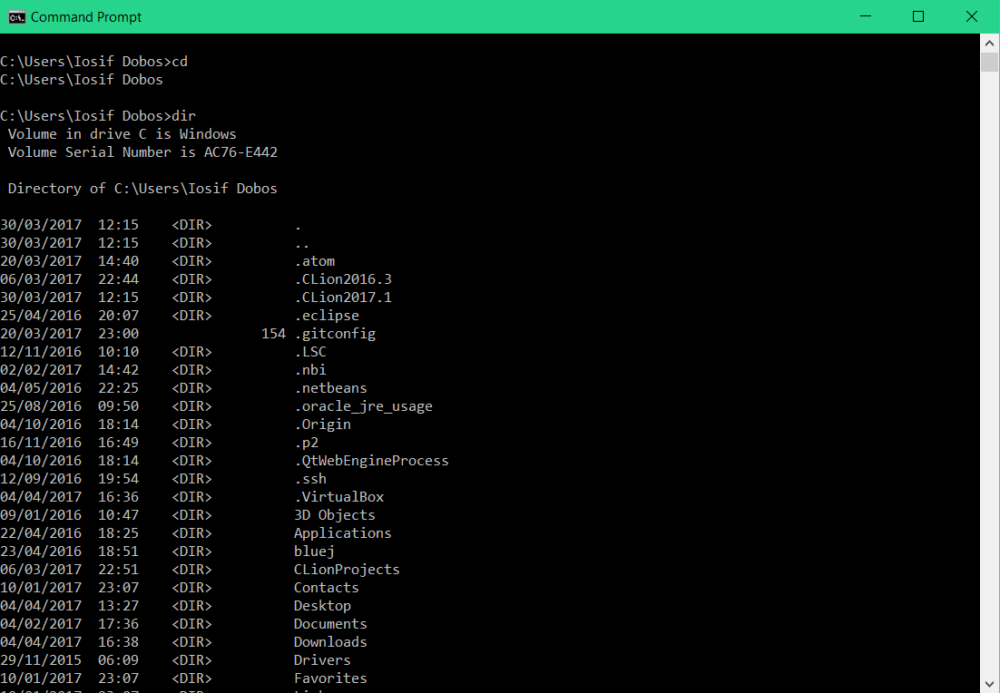 Command Prompt
C:\Users\Iosif Dobos>cd
C:\Users\Iosif Dobos
C:\Users\Iosif Dobos>dir
 Volume in drive C is Windows
 Volume Serial Number is AC76-E442
 Directory of C:\Users\Iosif Dobos
30/03/2017  12:15    <DIR>          .
30/03/2017  12:15    <DIR>          ..
20/03/2017  14:40    <DIR>          .atom
06/03/2017  22:44    <DIR>          .CLion2016.3
30/03/2017  12:15    <DIR>          .CLion2017.1
25/04/2016  20:07    <DIR>          .eclipse
20/03/2017  23:00               154 .gitconfig
12/11/2016  10:10    <DIR>          .LSC
02/02/2017  14:42    <DIR>          .nbi
04/05/2016  22:25    <DIR>          .netbeans
25/08/2016  09:50    <DIR>          .oracle_jre_usage
04/10/2016  18:14    <DIR>          .Origin
16/11/2016  16:49    <DIR>          .p2
04/10/2016  18:14    <DIR>          .QtWebEngineProcess
12/09/2016  19:54    <DIR>          .ssh
04/04/2017  16:36    <DIR>          .VirtualBox
09/01/2016  10:47    <DIR>          3D Objects
22/04/2016  18:25    <DIR>          Applications
23/04/2016  18:51    <DIR>          bluej
06/03/2017  22:51    <DIR>          CLionProjects
10/01/2017  23:07    <DIR>          Contacts
04/04/2017  13:27    <DIR>          Desktop
04/02/2017  17:36    <DIR>          Documents
04/04/2017  16:38    <DIR>          Downloads
29/11/2015  06:09    <DIR>          Drivers
10/01/2017  23:07    <DIR>          Favorites